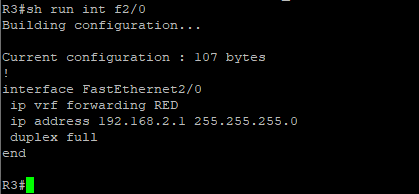 R3#sh run int f2/0
Building configuration...
Current configuration : 107 bytes
!
interface FastEthernet2/0
 ip vrf forwarding RED
 ip address 192.168.2.1 255.255.255.0
 duplex full
end
R3#